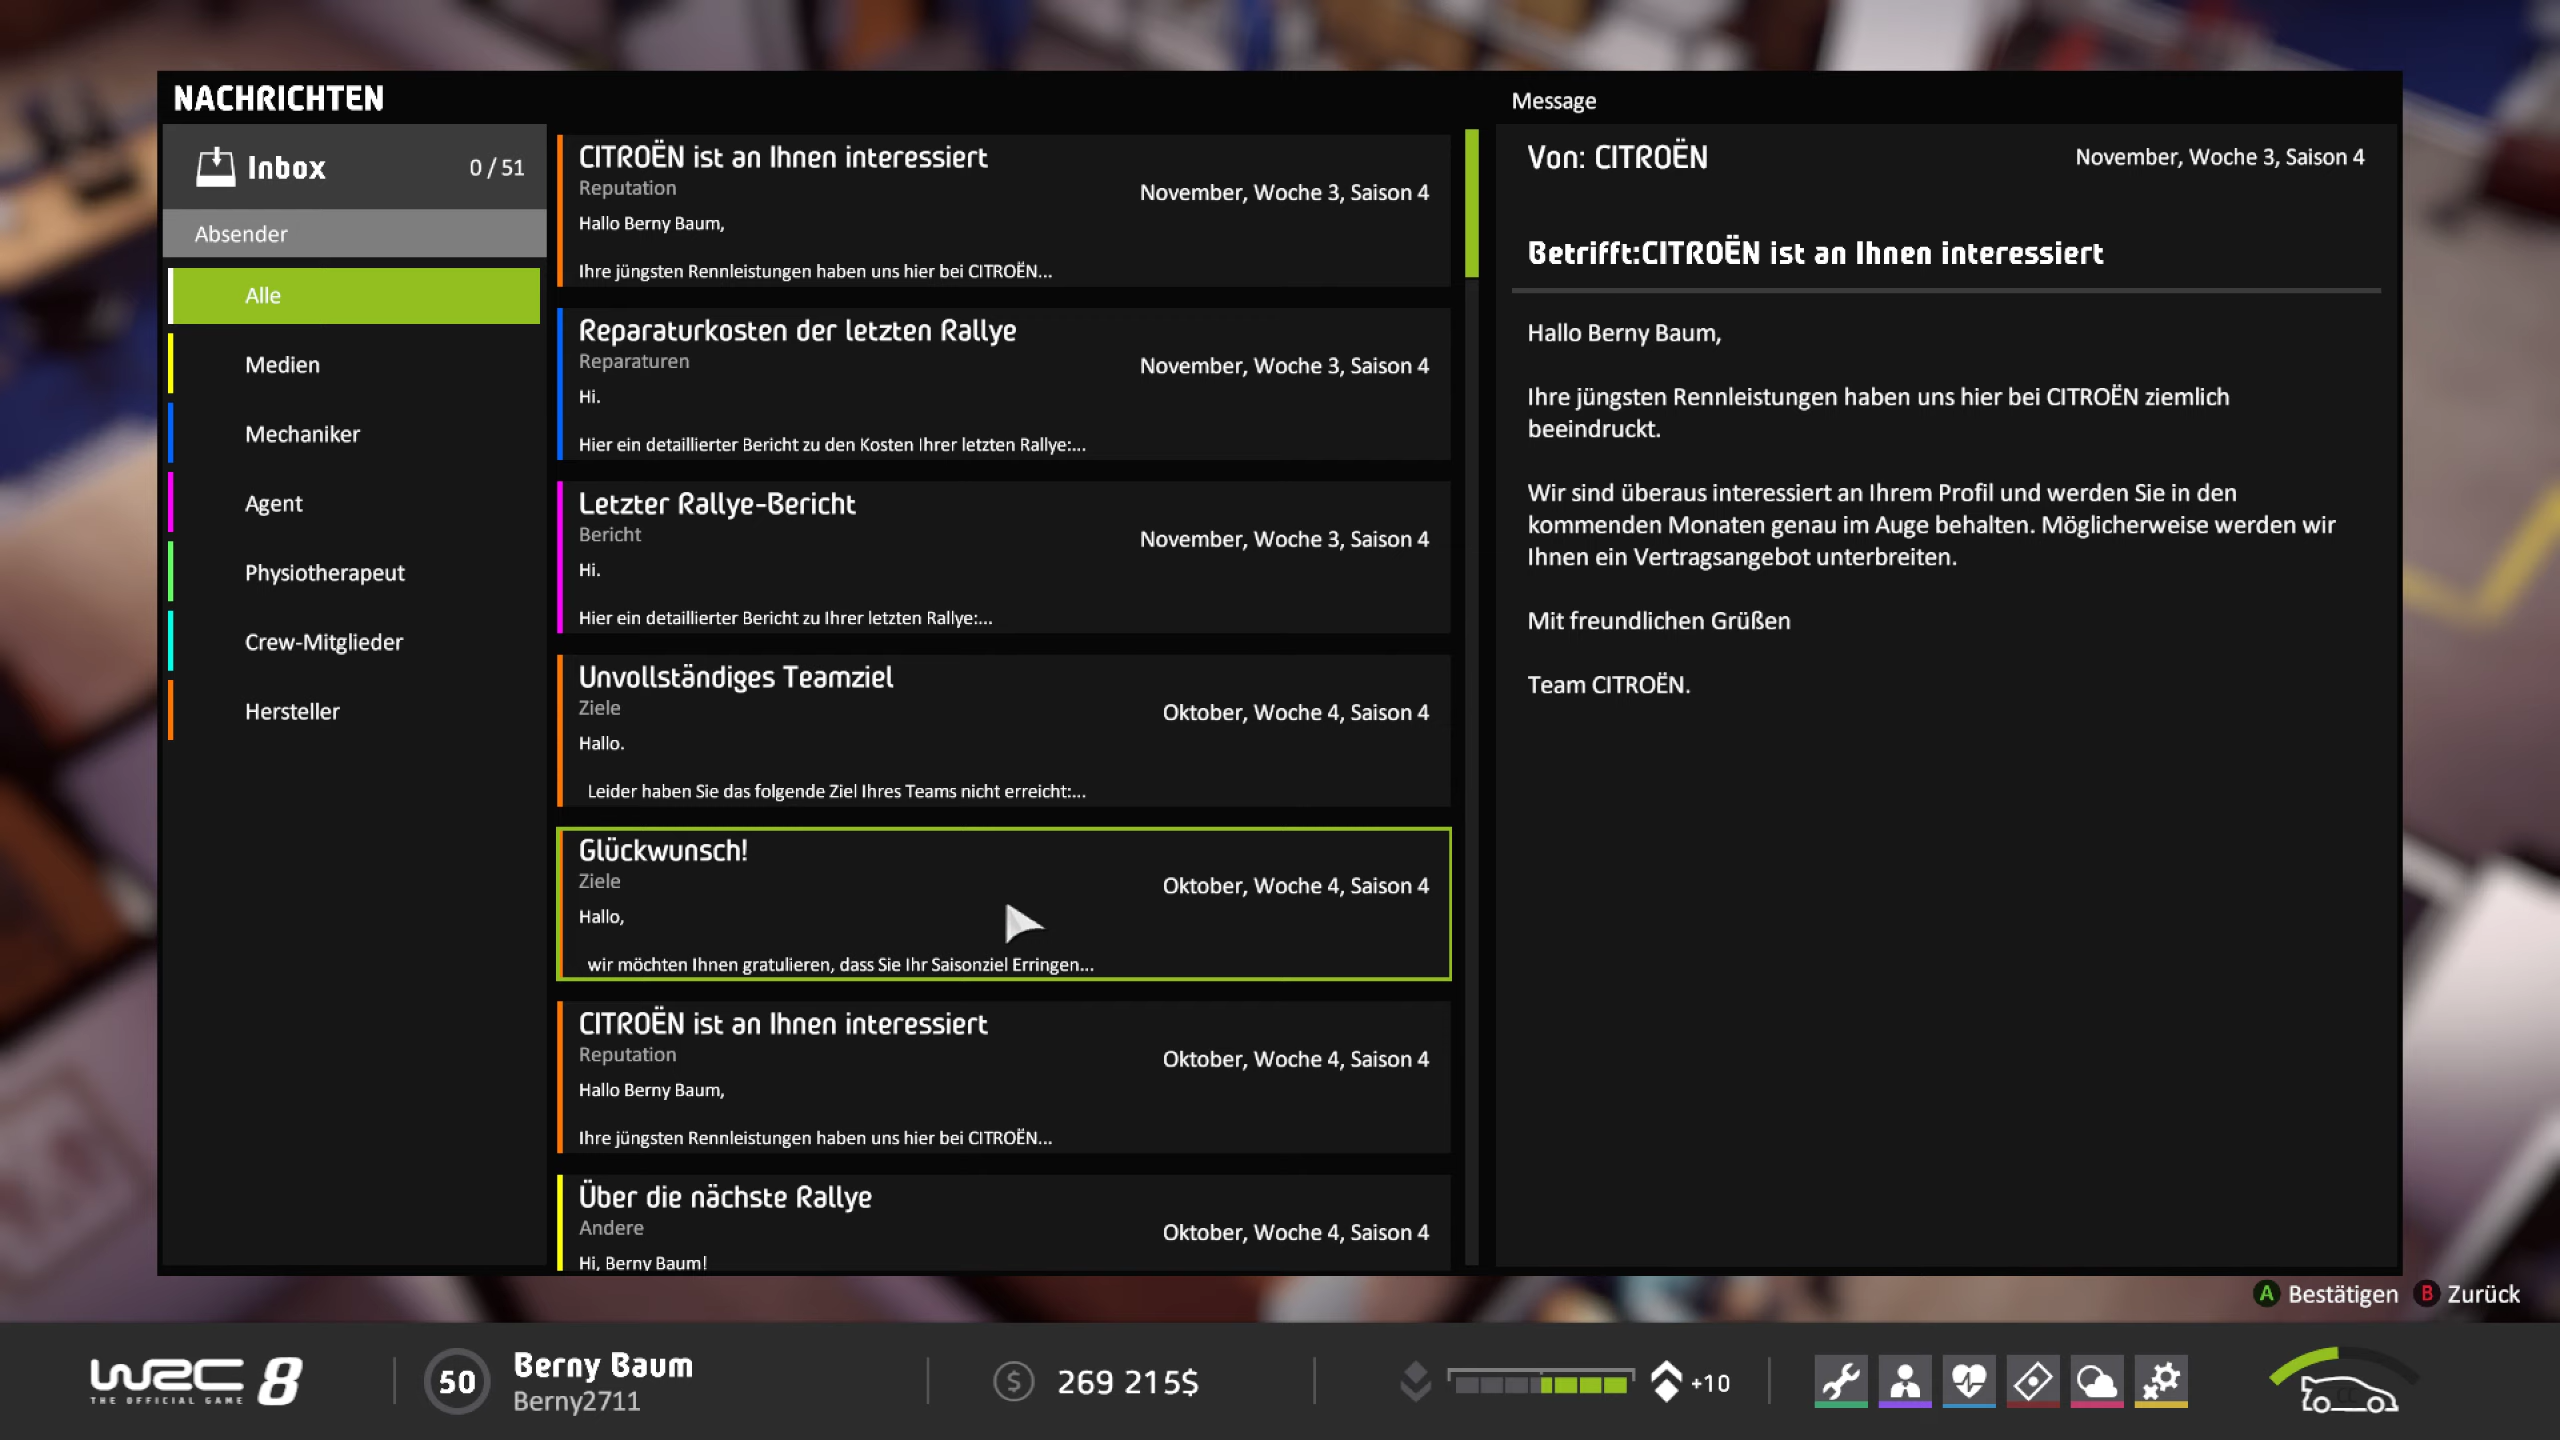 NACHRICHTEN
Inbox 0 / 51
Absender
Alle
Medien
Mechaniker
Agent
Physiotherapeut
Crew-Mitglieder
Hersteller
CITROËN ist an Ihnen interessiert
Reputation
November, Woche 3, Saison 4
Hallo Berny Baum,
Ihre jüngsten Rennleistungen haben uns hier bei CITROËN...
Reparaturkosten der letzten Rallye
Reparaturen
November, Woche 3, Saison 4
Hi.
Hier ein detaillierter Bericht zu den Kosten Ihrer letzten Rallye:...
Letzter Rallye-Bericht
Bericht
November, Woche 3, Saison 4
Hi.
Hier ein detaillierter Bericht zu Ihrer letzten Rallye:...
Unvollständiges Teamziel
Ziele
Oktober, Woche 4, Saison 4
Hallo.
Leider haben Sie das folgende Ziel Ihres Teams nicht erreicht:...
Glückwunsch!
Ziele
Oktober, Woche 4, Saison 4
Hallo,
wir möchten Ihnen gratulieren, dass Sie Ihr Saisonziel Erringen...
CITROËN ist an Ihnen interessiert
Reputation
Oktober, Woche 4, Saison 4
Hallo Berny Baum,
Ihre jüngsten Rennleistungen haben uns hier bei CITROËN...
Über die nächste Rallye
Andere
Oktober, Woche 4, Saison 4
Hi, Berny Baum!
Message
Von: CITROËN November, Woche 3, Saison 4
Betrifft:CITROËN ist an Ihnen interessiert
Hallo Berny Baum,
Ihre jüngsten Rennleistungen haben uns hier bei CITROËN ziemlich
beeindruckt.
Wir sind überaus interessiert an Ihrem Profil und werden Sie in den
kommenden Monaten genau im Auge behalten. Möglicherweise werden wir
Ihnen ein Vertragsangebot unterbreiten.
Mit freundlichen Grüßen
Team CITROËN.
A Bestätigen B Zurück
WRC 8
THE OFFICIAL GAME
50
Berny Baum
Berny2711
$ 269 215$
+10